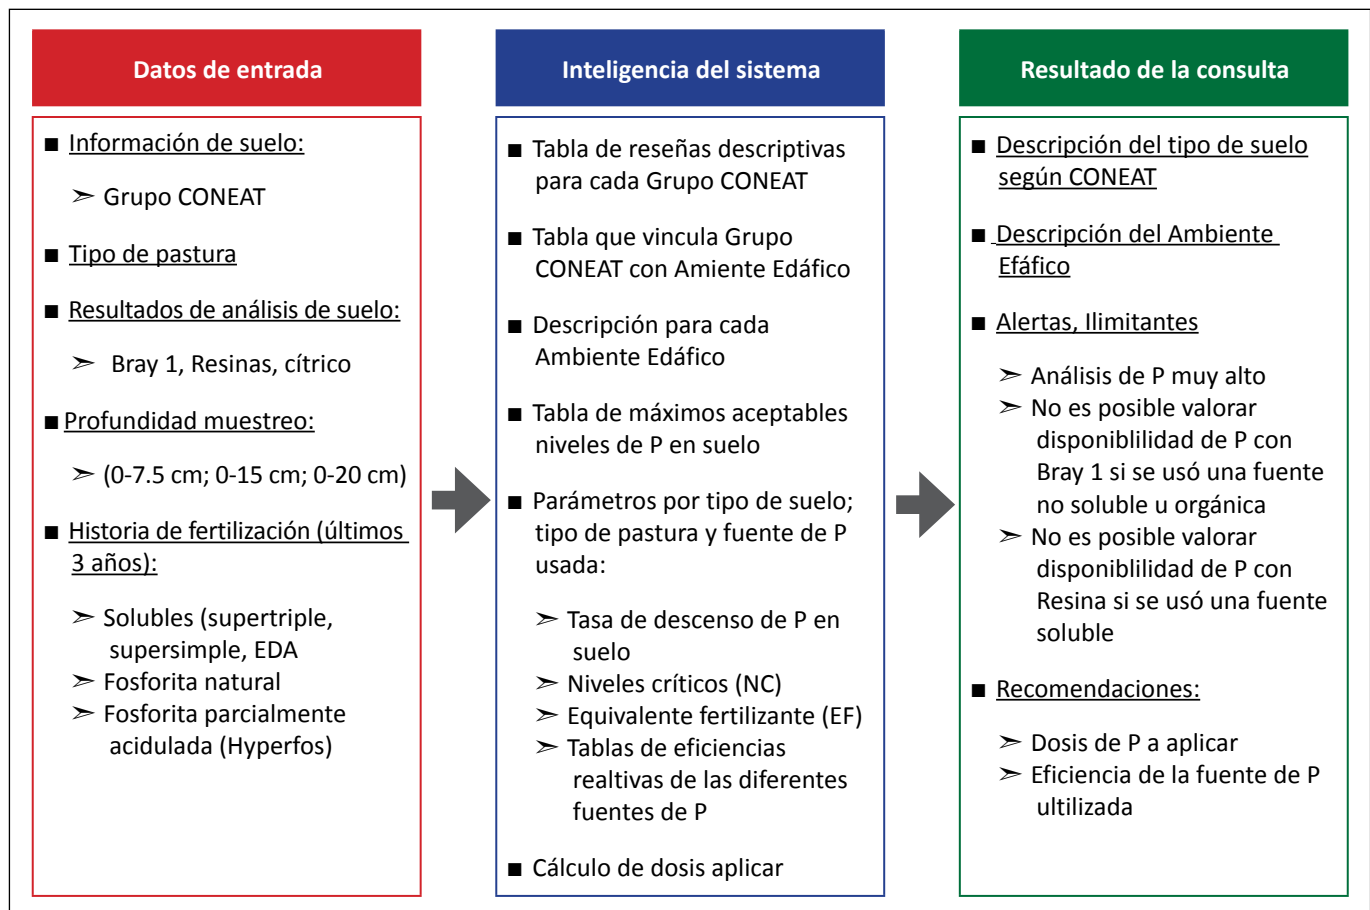 Datos de entrada
■ Información de suelo:
➣ Grupo CONEAT
■ Tipo de pastura
■ Resultados de análisis de suelo:
➣ Bray 1, Resinas, cítrico
■ Profundidad muestreo:
➣ (0-7.5 cm; 0-15 cm; 0-20 cm)
■ Historia de fertilización (últimos
3 años):
➣ Solubles (supertriple,
supersimple, EDA
➣ Fosforita natural
➣ Fosforita parcialmente
acidulada (Hyperfos)
Inteligencia del sistema
■ Tabla de reseñas descriptivas
para cada Grupo CONEAT
■ Tabla que vincula Grupo
CONEAT con Amiente Edáfico
■ Descripción para cada
Ambiente Edáfico
■ Tabla de máximos aceptables
niveles de P en suelo
■ Parámetros por tipo de suelo;
tipo de pastura y fuente de P
usada:
➣ Tasa de descenso de P en
suelo
➣ Niveles críticos (NC)
➣ Equivalente fertilizante (EF)
➣ Tablas de eficiencias
realtivas de las diferentes
fuentes de P
■ Cálculo de dosis aplicar
Resultado de la consulta
■ Descripción del tipo de suelo
según CONEAT
■ Descripción del Ambiente
Efáfico
■ Alertas, Ilimitantes
➣ Análisis de P muy alto
➣ No es posible valorar
disponiblilidad de P con
Bray 1 si se usó una fuente
no soluble u orgánica
➣ No es posible valorar
disponiblilidad de P con
Resina si se usó una fuente
soluble
■ Recomendaciones:
➣ Dosis de P a aplicar
➣ Eficiencia de la fuente de P
ultilizada